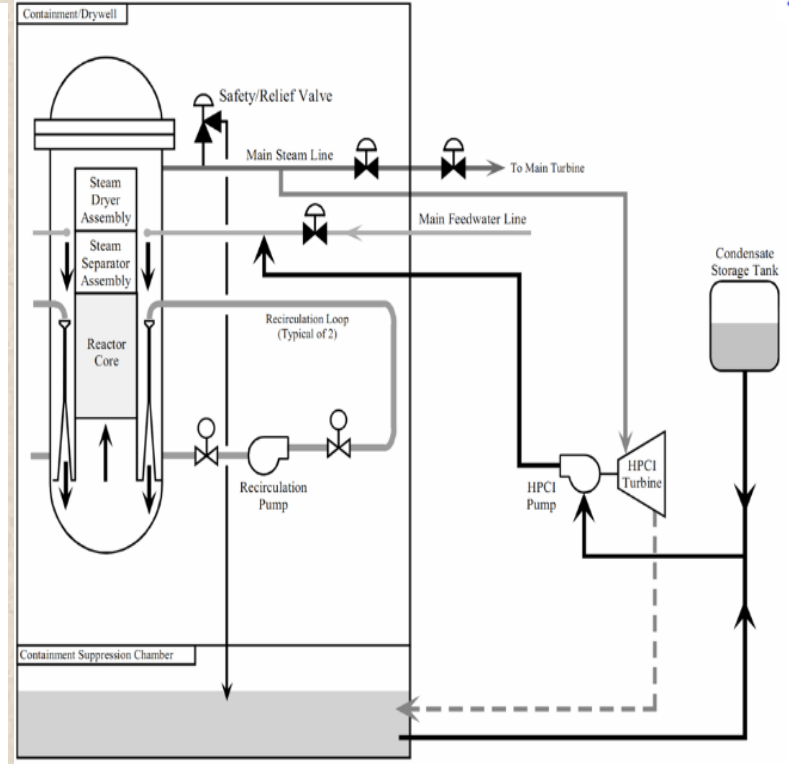 Containment/Drywell
Safety/Relief Valve
Main Steam Line
To Main Turbine
Steam
Dryer
Assembly
Main Feedwater Line
Steam
Separator
Assembly
Condensate
Storage Tank
Recirculation Loop
(Typical of 2)
Reactor
Core
HPCI
Turbine
HPCI
Pump
Recirculation
Pump
Containment Suppression Chamber